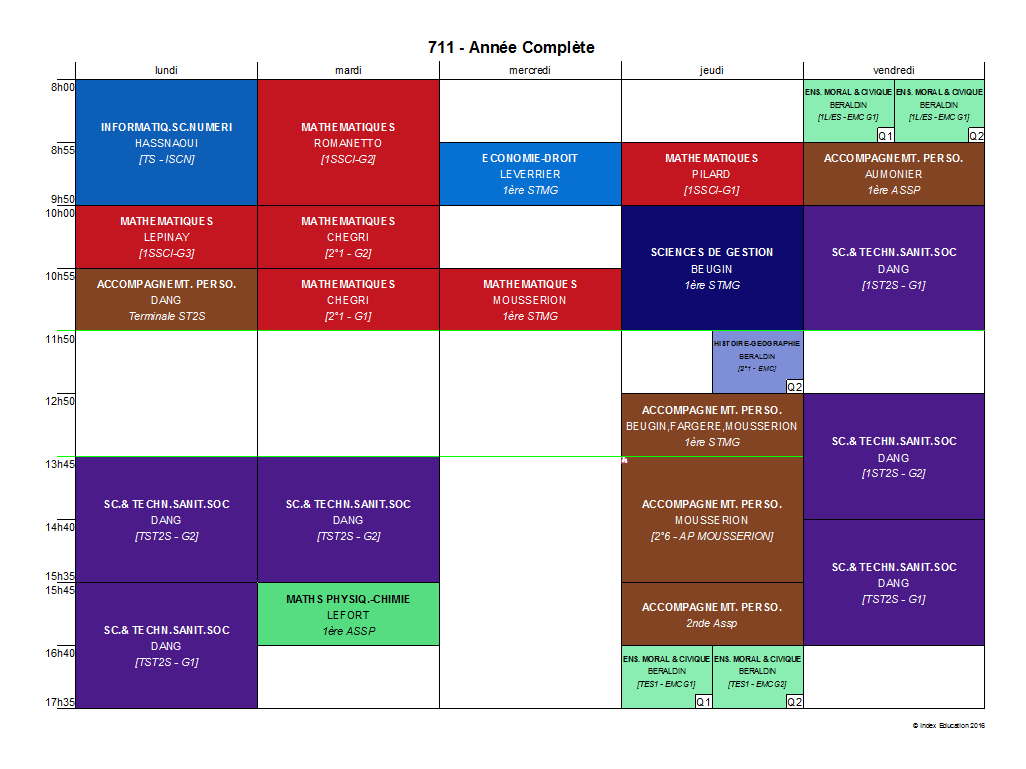 711 - Année Complète
lundi
mardi
mercredi
jeudi
vendredi
8h00
8h55
9h50
10h00
10h55
11h50
12h50
13h45
14h40
15h35
15h45
16h40
17h35
INFORMATIQ.SC.NUMERI
HASSNAOUI
[TS - ISCN]
MATHEMATIQUES
LEPINAY
[1SSCI-G3]
ACCOMPAGNEMT. PERSO.
DANG
Terminale ST2S
SC.& TECHN.SANIT.SOC
DANG
[TST2S - G2]
SC.& TECHN.SANIT.SOC
DANG
[TST2S - G1]
MATHEMATIQUES
ROMANETTO
[1SSCI-G2]
MATHEMATIQUES
CHEGRI
[2°1 - G2]
MATHEMATIQUES
CHEGRI
[2°1 - G1]
SC.& TECHN.SANIT.SOC
DANG
[TST2S - G2]
MATHS PHYSIQ.-CHIMIE
LEFORT
1ère ASSP
ECONOMIE-DROIT
LEVERRIER
1ère STMG
MATHEMATIQUES
MOUSSERION
1ère STMG
MATHEMATIQUES
PILARD
[1SSCI-G1]
SCIENCES DE GESTION
BEUGIN
1ère STMG
HISTOIRE-GEOGRAPHIE
BERALDIN
[2°1 - EMC]
Q2
ACCOMPAGNEMT. PERSO.
BEUGIN,FARGERE,MOUSSERION
1ère STMG
ACCOMPAGNEMT. PERSO.
MOUSSERION
[2°6 - AP MOUSSERION]
ACCOMPAGNEMT. PERSO.
2nde Assp
ENS. MORAL & CIVIQUE
BERALDIN
[TES1 - EMC G1]
Q1
ENS. MORAL & CIVIQUE
BERALDIN
[TES1 - EMC G2]
Q2
ENS. MORAL & CIVIQUE
BERALDIN
[1L/ES - EMC G1]
Q1
ENS. MORAL & CIVIQUE
BERALDIN
[1L/ES - EMC G1]
Q2
ACCOMPAGNEMT. PERSO.
AUMONIER
1ère ASSP
SC.& TECHN.SANIT.SOC
DANG
[1ST2S - G1]
SC.& TECHN.SANIT.SOC
DANG
[1ST2S - G2]
SC.& TECHN.SANIT.SOC
DANG
[TST2S - G1]
© Index Education 2016